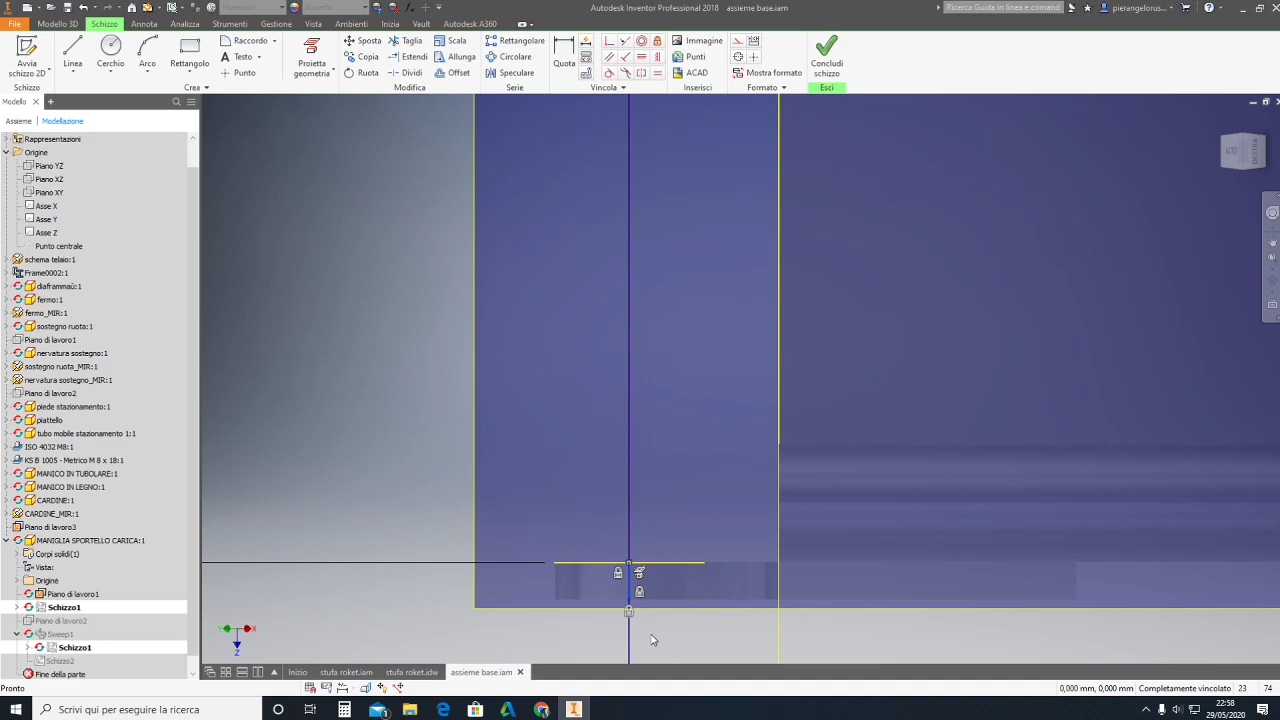 Materiale
Aspetto
Autodesk Inventor Professional 2018   assieme base.iam
Ricerca Guida in linea e comand
pierangelorus...
File Modello 3D Schizzo Annota Analizza Strumenti Gestione Vista Ambienti Inizia Vault Autodesk A360
Raccordo Sposta Taglia Scala Rettangolare Immagine
Testo Copia Estendi Allunga Circolare Punti
Avvia schizzo 2D Linea Cerchio Arco Rettangolo Punto Proietta geometria Ruota Dividi Offset Speculare Quota ACAD Mostra formato Concludi schizzo
Schizzo Crea Modifica Serie Vincola Inserisci Formato Esci
Modello
Assieme Modellazione
Rappresentazioni
Origine
Piano YZ
Piano XZ
Piano XY
Asse X
Asse Y
Asse Z
Punto centrale
schema telaio:1
Frame0002:1
diaframmaù:1
fermo:1
fermo_MIR:1
sostegno ruota:1
Piano di lavoro1
nervatura sostegno:1
sostegno ruota_MIR:1
nervatura sostegno_MIR:1
Piano di lavoro2
piede stazionamento:1
piattello
tubo mobile stazionamento 1:1
ISO 4032 M8:1
KS B 1005 - Metrico M 8 x 18:1
MANICO IN TUBOLARE:1
MANICO IN LEGNO:1
CARDINE:1
CARDINE_MIR:1
Piano di lavoro3
MANIGLIA SPORTELLO CARICA:1
Corpi solidi(1)
Vista:
Origine
Piano di lavoro1
Schizzo1
Piano di lavoro2
Sweep1
Schizzo1
Schizzo2
Fine della parte
ALTO
DESTRA
Y X
Z
Inizio stufa roket.iam stufa roket.idw assieme base.iam
Pronto
0,000 mm, 0,000 mm Completamente vincolato 23 74
Scrivi qui per eseguire la ricerca
22:58
29/05/2020